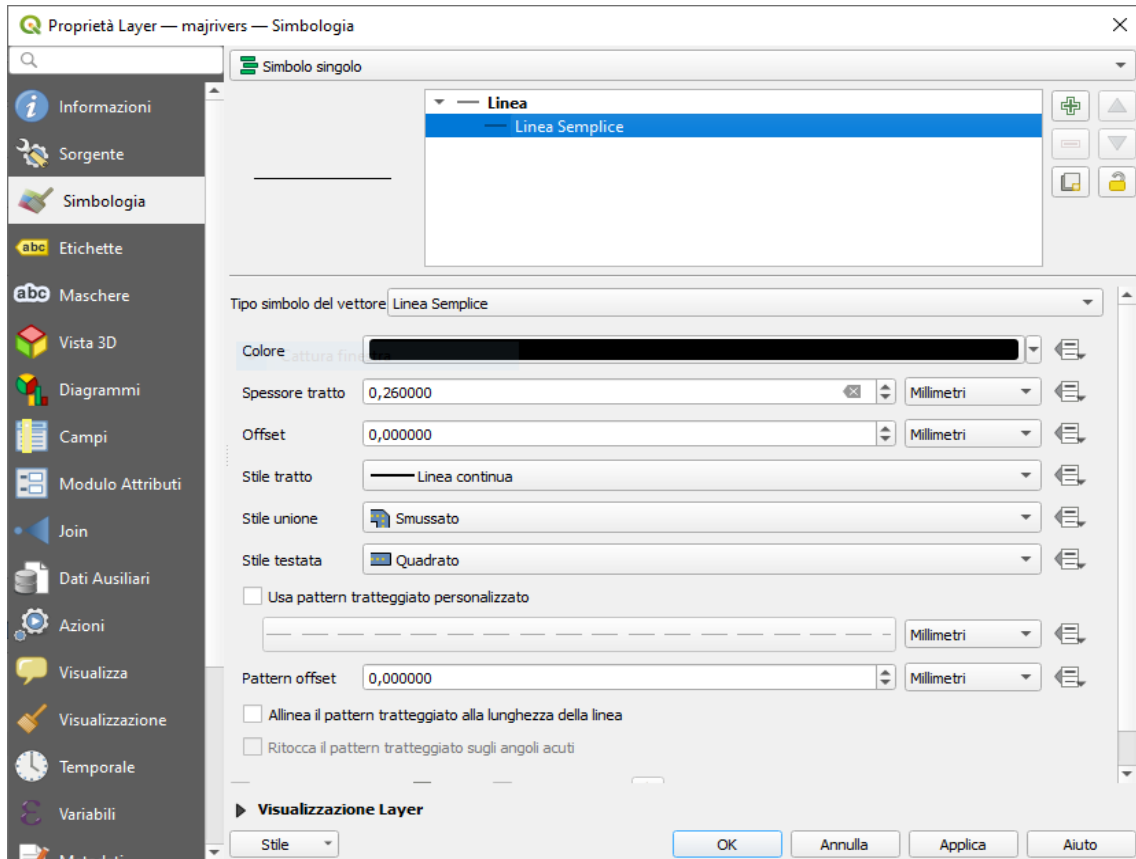 Proprietà Layer — majrivers — Simbologia
Simbolo singolo
Informazioni
Sorgente
Simbologia
Etichette
Maschere
Vista 3D
Diagrammi
Campi
Modulo Attributi
Join
Dati Ausiliari
Azioni
Visualizza
Visualizzazione
Temporale
Variabili
Linea
Linea Semplice
Tipo simbolo del vettore Linea Semplice
Colore
Cattura finestra
Spessore tratto 0,260000 Millimetri
Offset 0,000000 Millimetri
Stile tratto Linea continua
Stile unione Smussato
Stile testata Quadrato
Usa pattern tratteggiato personalizzato
Millimetri
Pattern offset 0,000000 Millimetri
Allinea il pattern tratteggiato alla lunghezza della linea
Ritocca il pattern tratteggiato sugli angoli acuti
Visualizzazione Layer
Stile OK Annulla Applica Aiuto